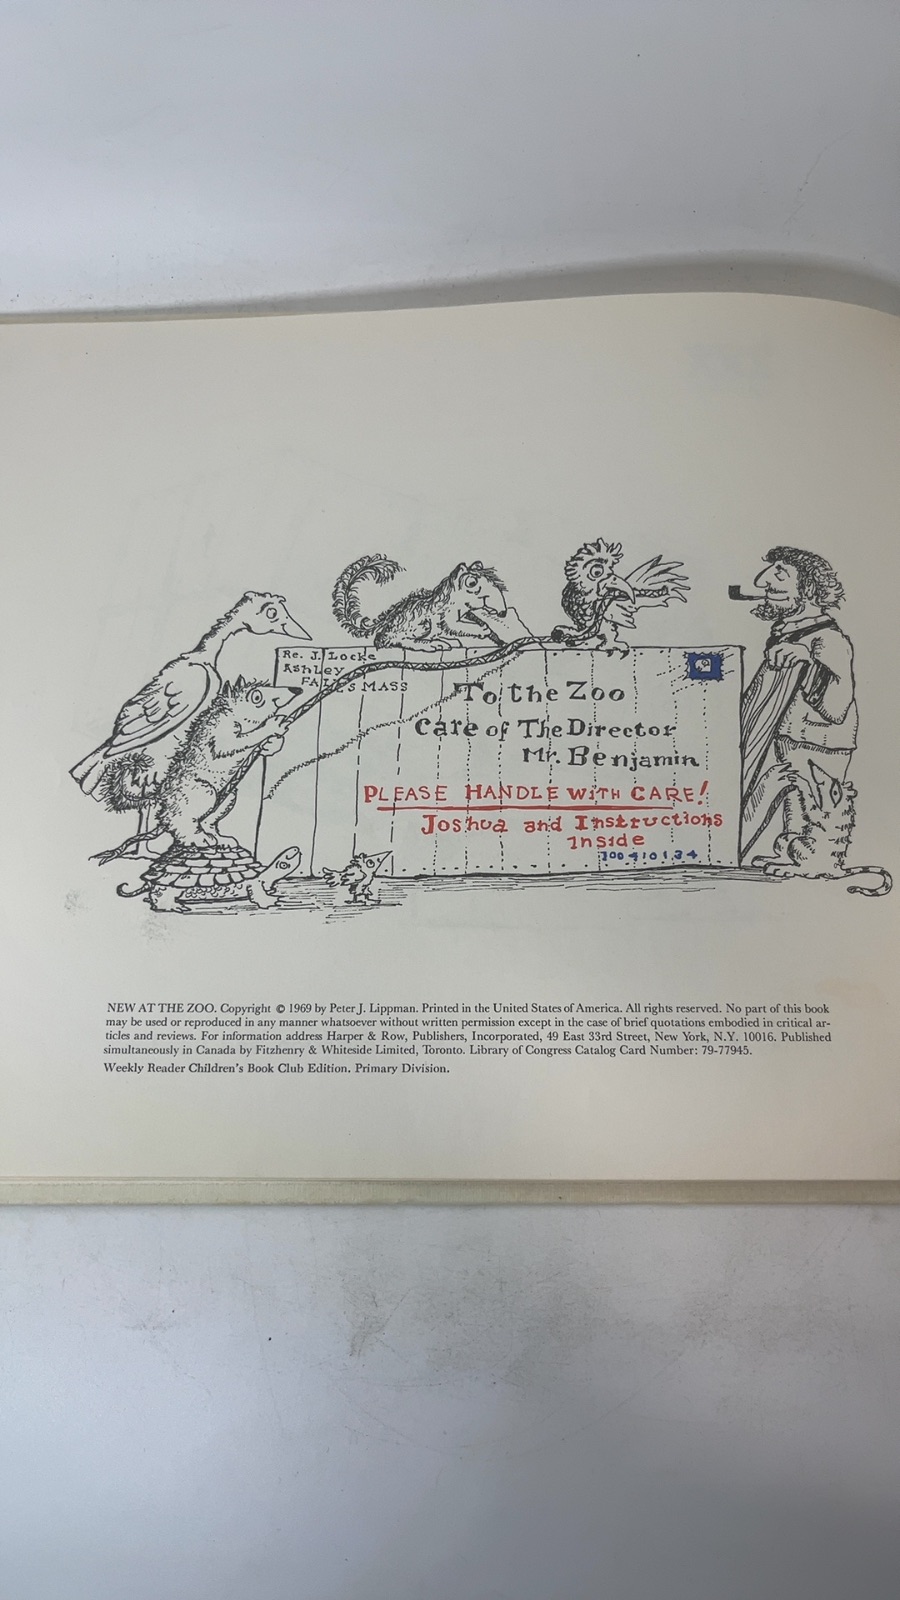 Re. J. Locke
Ashley
FALLS MASS
To the Zoo
Care of The Director
Mr. Benjamin
PLEASE HANDLE WITH CARE!
Joshua and Instructions
Inside
NEW AT THE ZOO. Copyright © 1969 by Peter J. Lippman. Printed in the United States of America. All rights reserved. No part of this book
may be used or reproduced in any manner whatsoever without written permission except in the case of brief quotations embodied in critical ar-
ticles and reviews. For information address Harper & Row, Publishers, Incorporated, 49 East 33rd Street, New York, N.Y. 10016. Published
simultaneously in Canada by Fitzhenry & Whiteside Limited, Toronto. Library of Congress Catalog Card Number: 79-77945.
Weekly Reader Children's Book Club Edition. Primary Division.